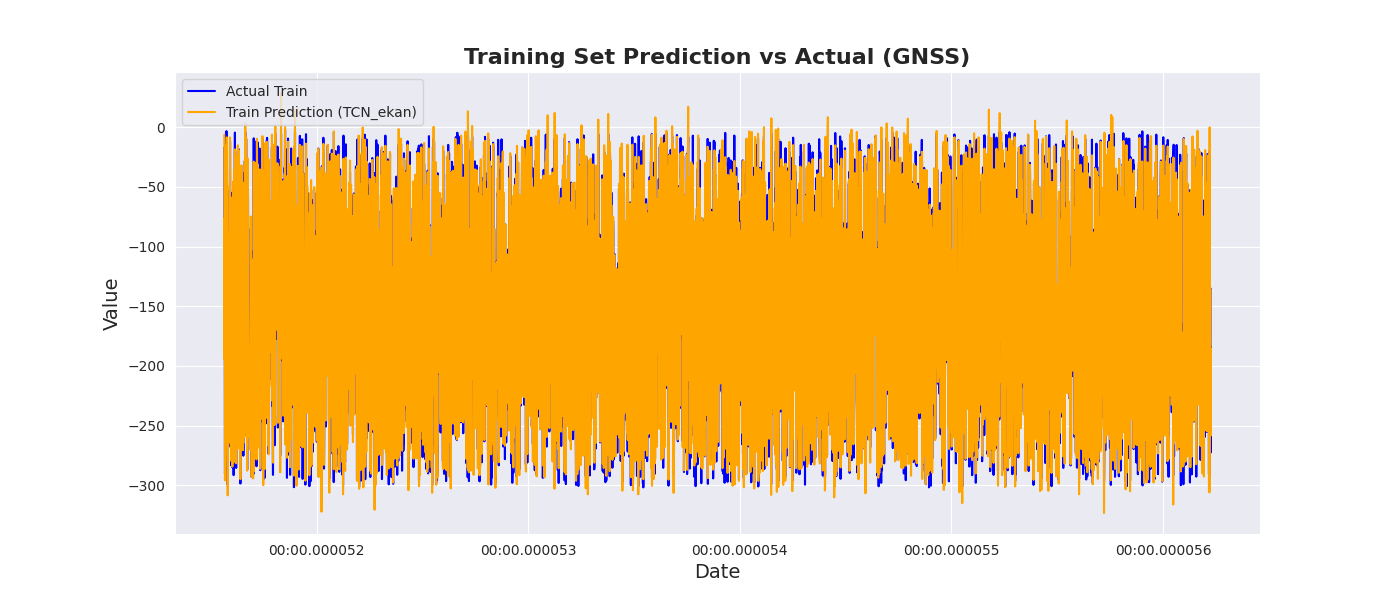 Training Set Prediction vs Actual (GNSS)
Actual Train
Train Prediction (TCN_ekan)
Value
0
−50
−100
−150
−200
−250
−300
00:00.000052
00:00.000053
00:00.000054
00:00.000055
00:00.000056
Date